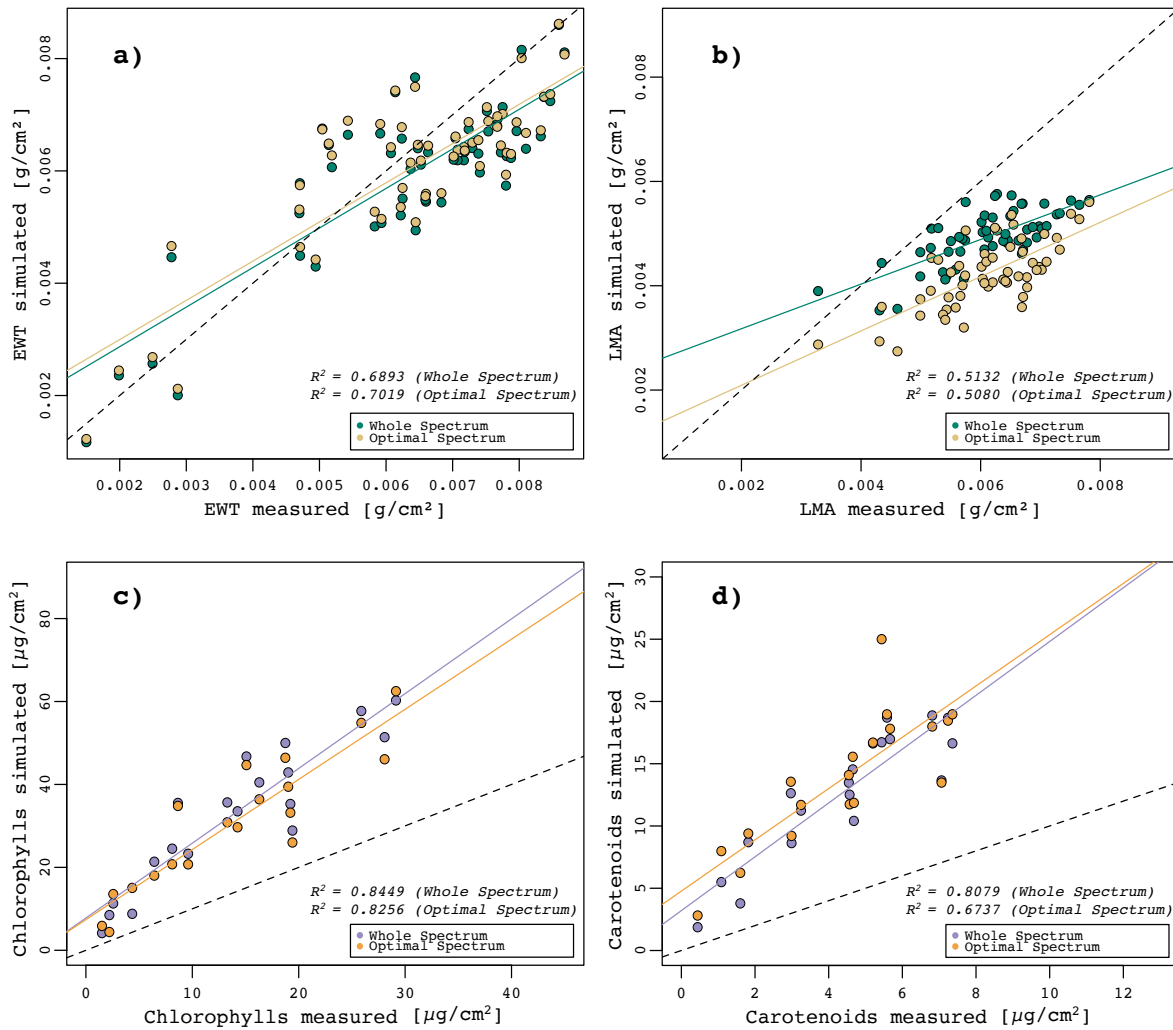 a)
EWT simulated [g/cm²]
0.008
0.006
0.004
0.002
R² = 0.6893 (Whole Spectrum)
R² = 0.7019 (Optimal Spectrum)
Whole Spectrum
Optimal Spectrum
0.002 0.003 0.004 0.005 0.006 0.007 0.008
EWT measured [g/cm²]
b)
LMA simulated [g/cm²]
0.008
0.006
0.004
0.002
R² = 0.5132 (Whole Spectrum)
R² = 0.5080 (Optimal Spectrum)
Whole Spectrum
Optimal Spectrum
0.002 0.004 0.006 0.008
LMA measured [g/cm²]
c)
Chlorophylls simulated [µg/cm²]
80
60
40
20
0
R² = 0.8449 (Whole Spectrum)
R² = 0.8256 (Optimal Spectrum)
Whole Spectrum
Optimal Spectrum
0 10 20 30 40
Chlorophylls measured [µg/cm²]
d)
Carotenoids simulated [µg/cm²]
30
25
20
15
10
5
0
R² = 0.8079 (Whole Spectrum)
R² = 0.6737 (Optimal Spectrum)
Whole Spectrum
Optimal Spectrum
0 2 4 6 8 10 12
Carotenoids measured [µg/cm²]